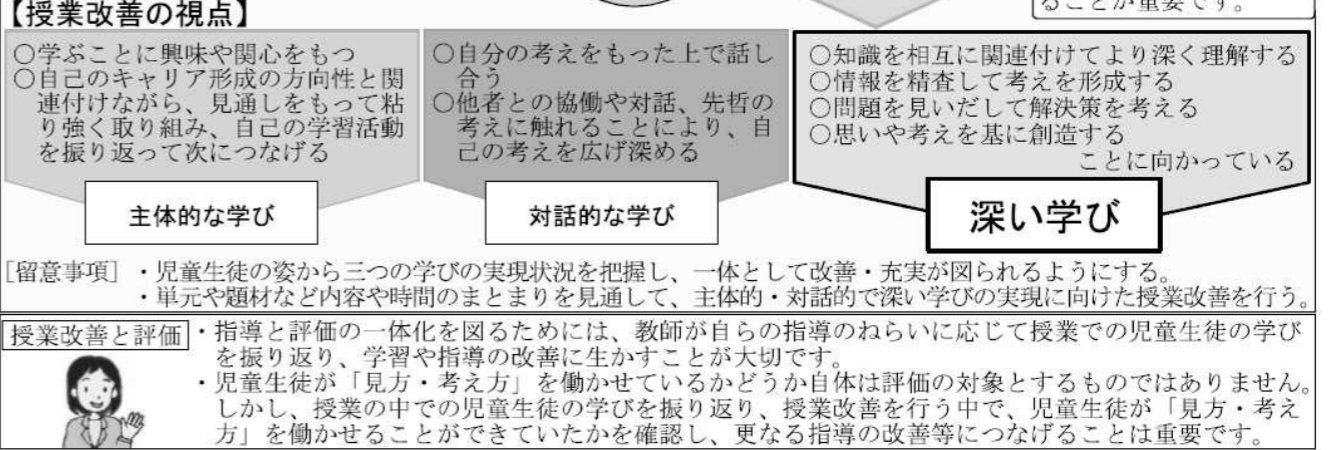 ることが重要です。
【授業改善の視点】
○学ぶことに興味や関心をもつ
○自己のキャリア形成の方向性と関
連付けながら、見通しをもって粘
り強く取り組み、自己の学習活動
を振り返って次につなげる
主体的な学び
○自分の考えをもった上で話し
合う
○他者との協働や対話、先哲の
考えに触れることにより、自
己の考えを広げ深める
対話的な学び
○知識を相互に関連付けてより深く理解する
○情報を精査して考えを形成する
○問題を見いだして解決策を考える
○思いや考えを基に創造する
ことに向かっている
深い学び
[留意事項] ・児童生徒の姿から三つの学びの実現状況を把握し、一体として改善・充実が図られるようにする。
・単元や題材など内容や時間のまとまりを見通して、主体的・対話的で深い学びの実現に向けた授業改善を行う。
授業改善と評価
・指導と評価の一体化を図るためには、教師が自らの指導のねらいに応じて授業での児童生徒の学び
を振り返り、学習や指導の改善に生かすことが大切です。
・児童生徒が「見方・考え方」を働かせているかどうか自体は評価の対象とするものではありません。
しかし、授業の中での児童生徒の学びを振り返り、授業改善を行う中で、児童生徒が「見方・考え
方」を働かせることができていたかを確認し、更なる指導の改善等につなげることは重要です。